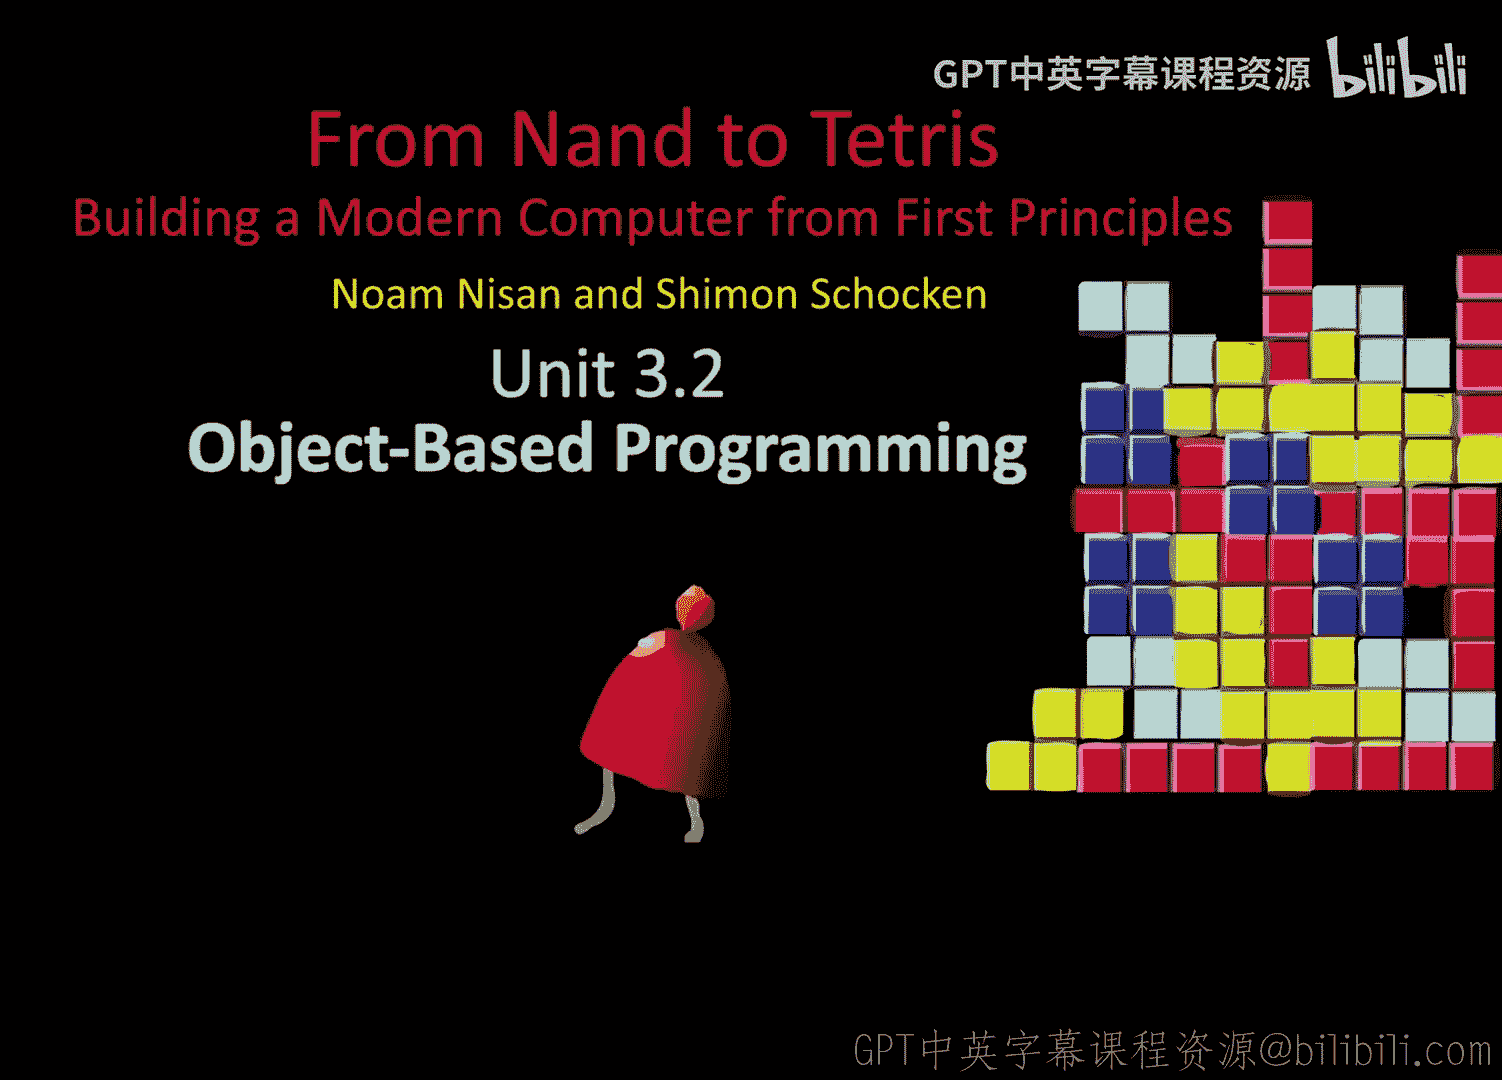 GPT中英字幕课程资源 bilibili
From Nand to Tetris
Building a Modern Computer from First Principles
Noam Nisan and Shimon Schocken
Unit 3.2
Object-Based Programming
GPT中英字幕课程资源@bilibili.com